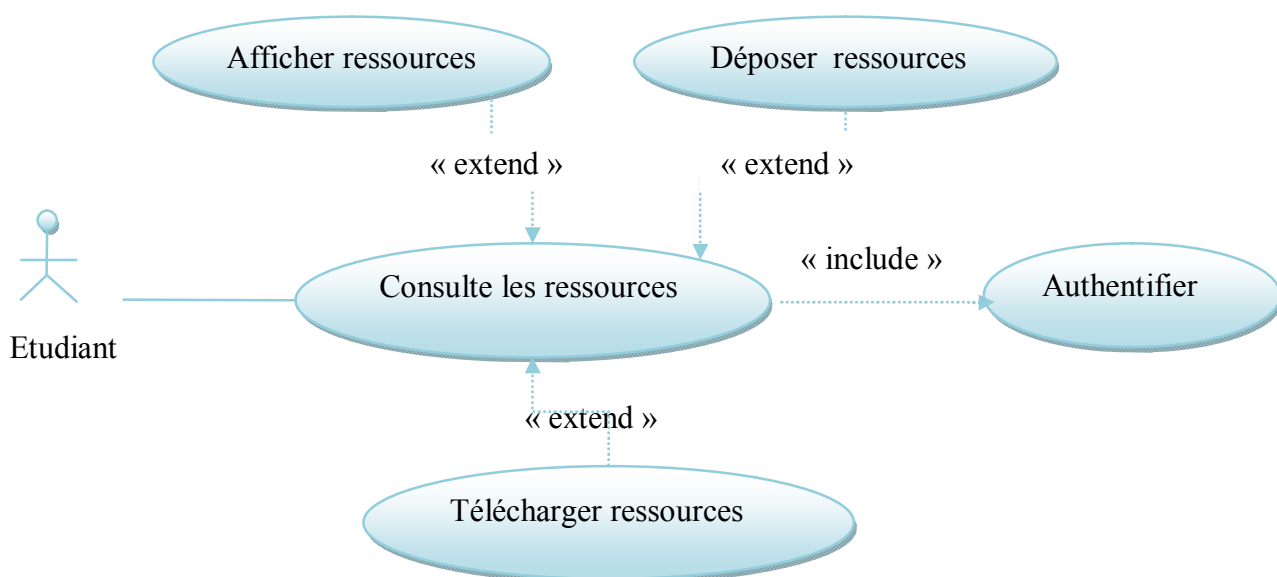 Afficher ressources
Déposer ressources
« extend »
« extend »
« include »
Consulte les ressources
Authentifier
Etudiant
« extend »
Télécharger ressources